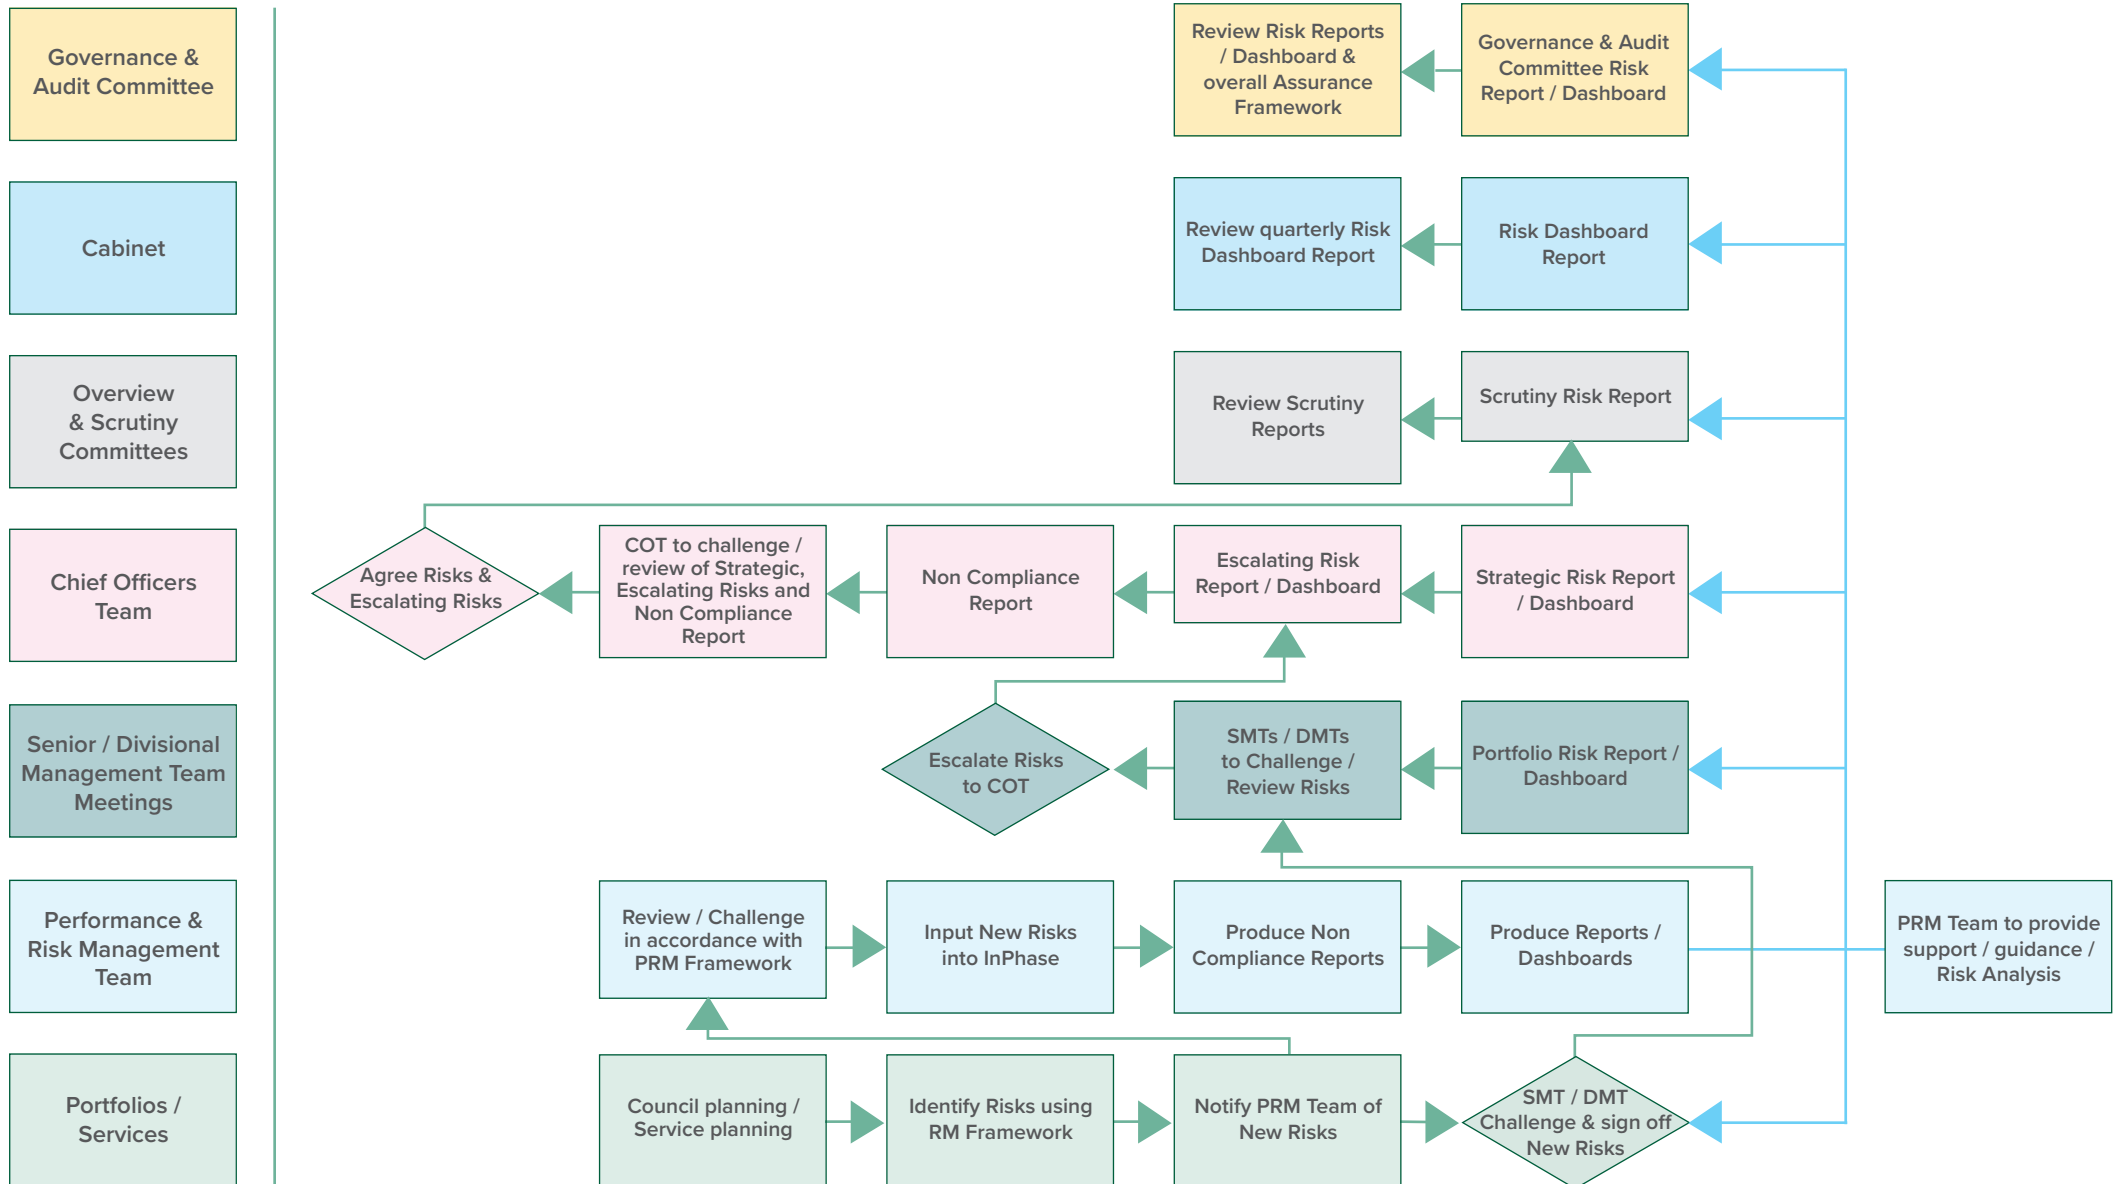 Governance &
Audit Committee
Review Risk Reports
/ Dashboard &
overall Assurance
Framework
Governance & Audit
Committee Risk
Report / Dashboard
Cabinet
Review quarterly Risk
Dashboard Report
Risk Dashboard
Report
Overview
& Scrutiny
Committees
Review Scrutiny
Reports
Scrutiny Risk Report
Chief Officers
Team
Agree Risks &
Escalating Risks
COT to challenge /
review of Strategic,
Escalating Risks and
Non Compliance
Report
Non Compliance
Report
Escalating Risk
Report / Dashboard
Strategic Risk Report
/ Dashboard
Senior / Divisional
Management Team
Meetings
Escalate Risks
to COT
SMTs / DMTs
to Challenge /
Review Risks
Portfolio Risk Report /
Dashboard
Performance &
Risk Management
Team
Review / Challenge
in accordance with
PRM Framework
Input New Risks
into InPhase
Produce Non
Compliance Reports
Produce Reports /
Dashboards
PRM Team to provide
support / guidance /
Risk Analysis
Portfolios /
Services
Council planning /
Service planning
Identify Risks using
RM Framework
Notify PRM Team of
New Risks
SMT / DMT
Challenge & sign off
New Risks